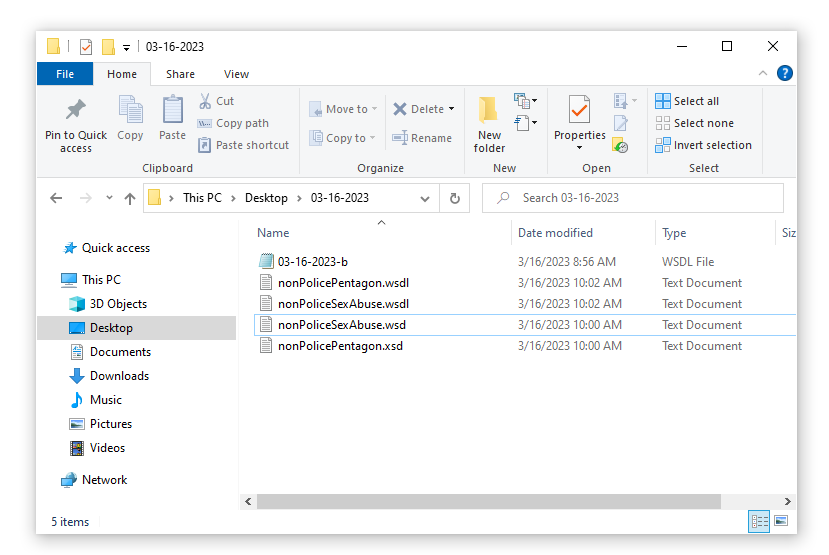 03-16-2023
File Home Share View
Pin to Quick access
Copy
Paste
Cut
Copy path
Paste shortcut
Clipboard
Move to
Copy to
Delete
Rename
Organize
New folder
New
Properties
Open
Select all
Select none
Invert selection
Select
This PC Desktop 03-16-2023
Search 03-16-2023
Quick access
This PC
3D Objects
Desktop
Documents
Downloads
Music
Pictures
Videos
Network
Name Date modified Type Siz
03-16-2023-b 3/16/2023 8:56 AM WSDL File
nonPolicePentagon.wsdl 3/16/2023 10:02 AM Text Document
nonPoliceSexAbuse.wsdl 3/16/2023 10:02 AM Text Document
nonPoliceSexAbuse.wsd 3/16/2023 10:00 AM Text Document
nonPolicePentagon.xsd 3/16/2023 10:00 AM Text Document
5 items